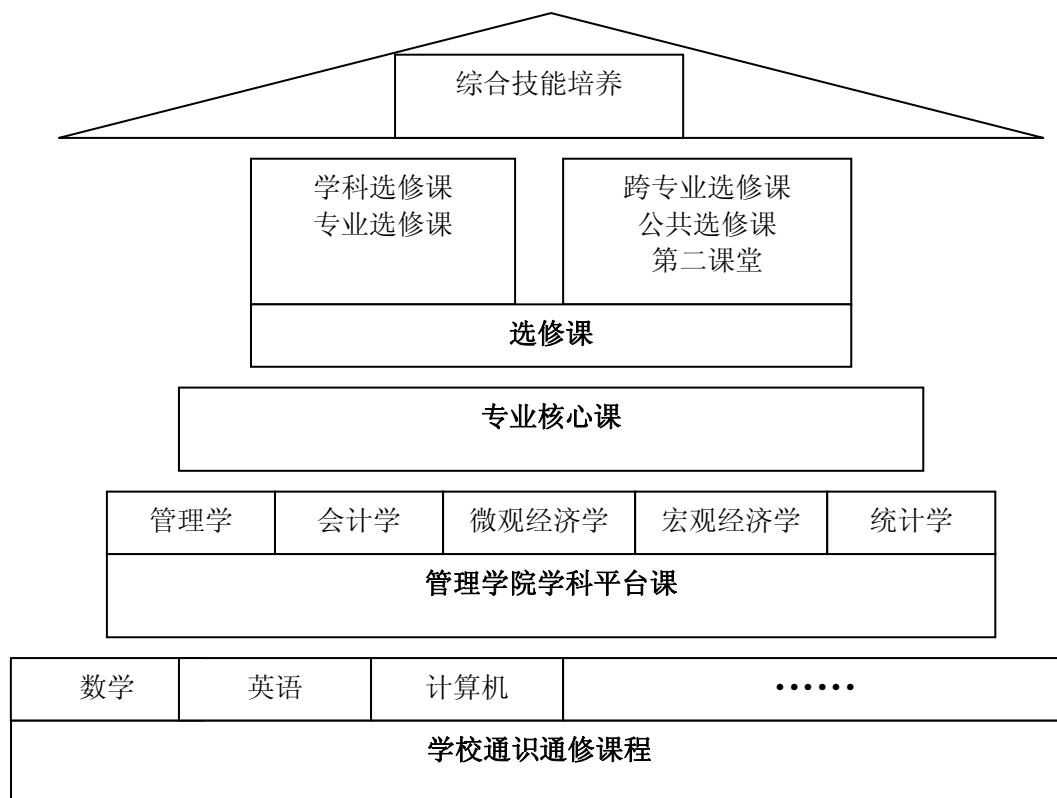 综合技能培养
学科选修课
专业选修课
跨专业选修课
公共选修课
第二课堂
选修课
专业核心课
管理学
会计学
微观经济学
宏观经济学
统计学
管理学院学科平台课
数学
英语
计算机
……
学校通识通修课程